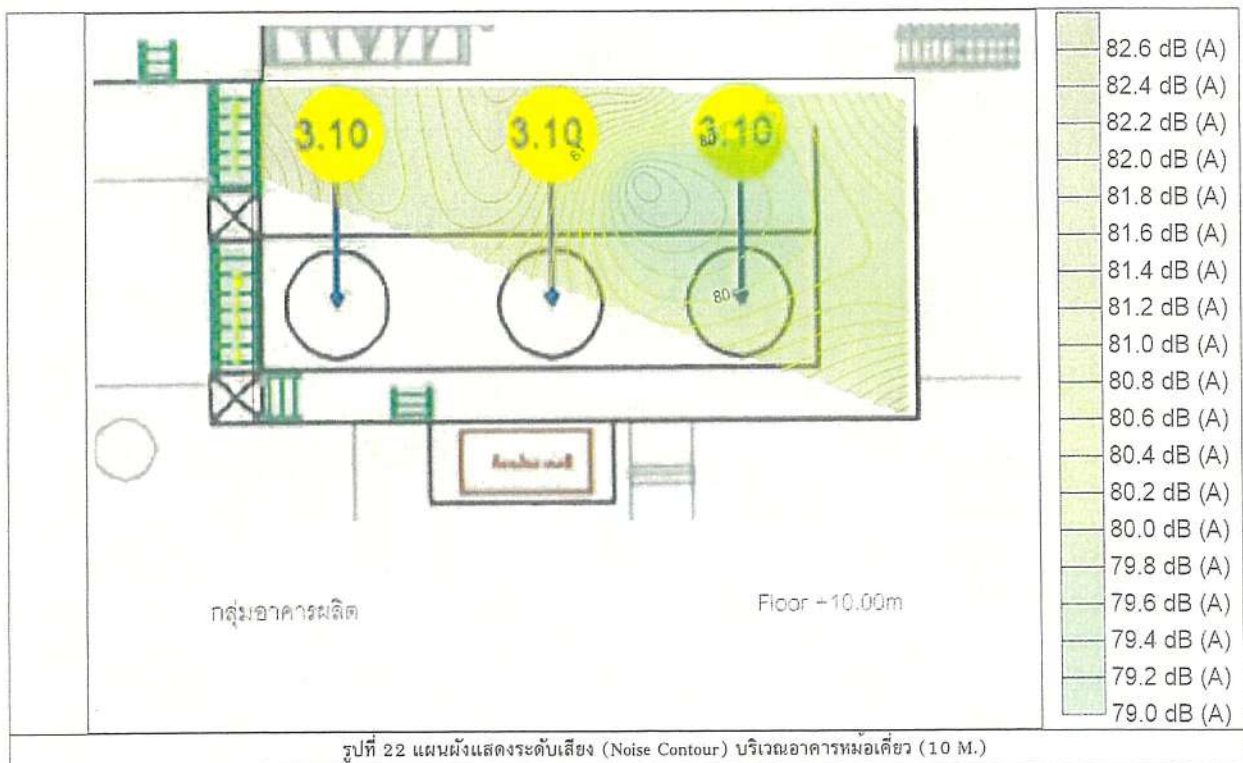 3.10
3.10
3.10
80
80
82.6 dB (A)
82.4 dB (A)
82.2 dB (A)
82.0 dB (A)
81.8 dB (A)
81.6 dB (A)
81.4 dB (A)
81.2 dB (A)
81.0 dB (A)
80.8 dB (A)
80.6 dB (A)
80.4 dB (A)
80.2 dB (A)
80.0 dB (A)
79.8 dB (A)
79.6 dB (A)
79.4 dB (A)
79.2 dB (A)
79.0 dB (A)
กลุ่มอาคารผลิต
Floor +10.00m
รูปที่ 22 แผนผังแสดงระดับเสียง (Noise Contour) บริเวณอาคารหม้อเคี่ยว (10 M.)